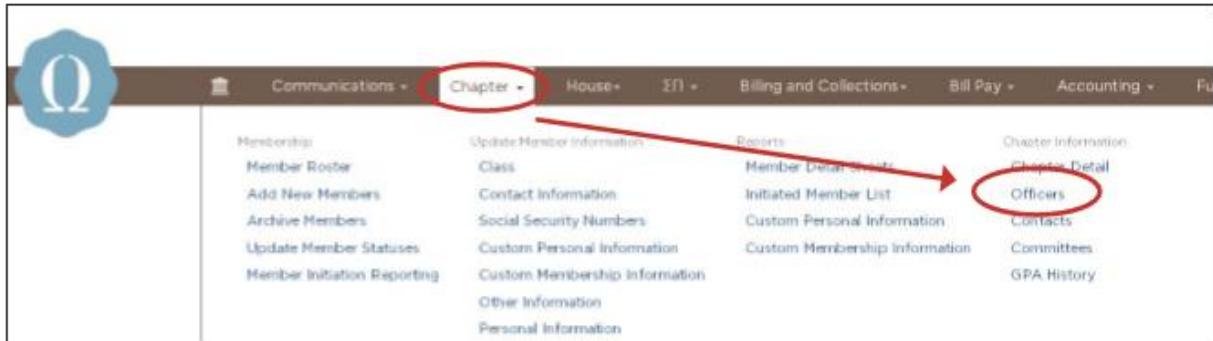 Ω
Communications Chapter House ΣΠ Billing and Collections Bill Pay Accounting Fu
Membership
Member Roster
Add New Members
Archive Members
Update Member Statuses
Member Initiation Reporting
Update Member Information
Class
Contact Information
Social Security Numbers
Custom Personal Information
Custom Membership Information
Other Information
Personal Information
Reports
Member Detail Sheets
Initiated Member List
Custom Personal Information
Custom Membership Information
Chapter Information
Chapter Detail
Officers
Contacts
Committees
GPA History